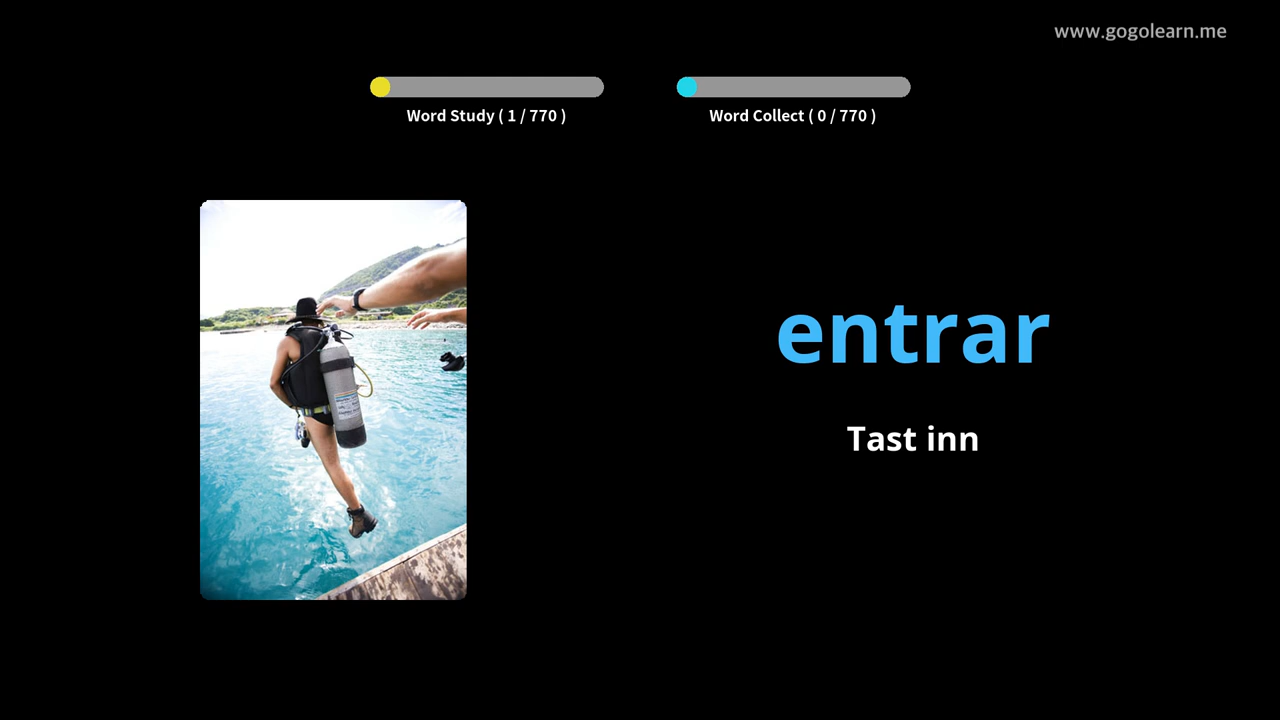 www.gogolearn.me
Word Study ( 1 / 770 )
Word Collect ( 0 / 770 )
entrar
Tast inn